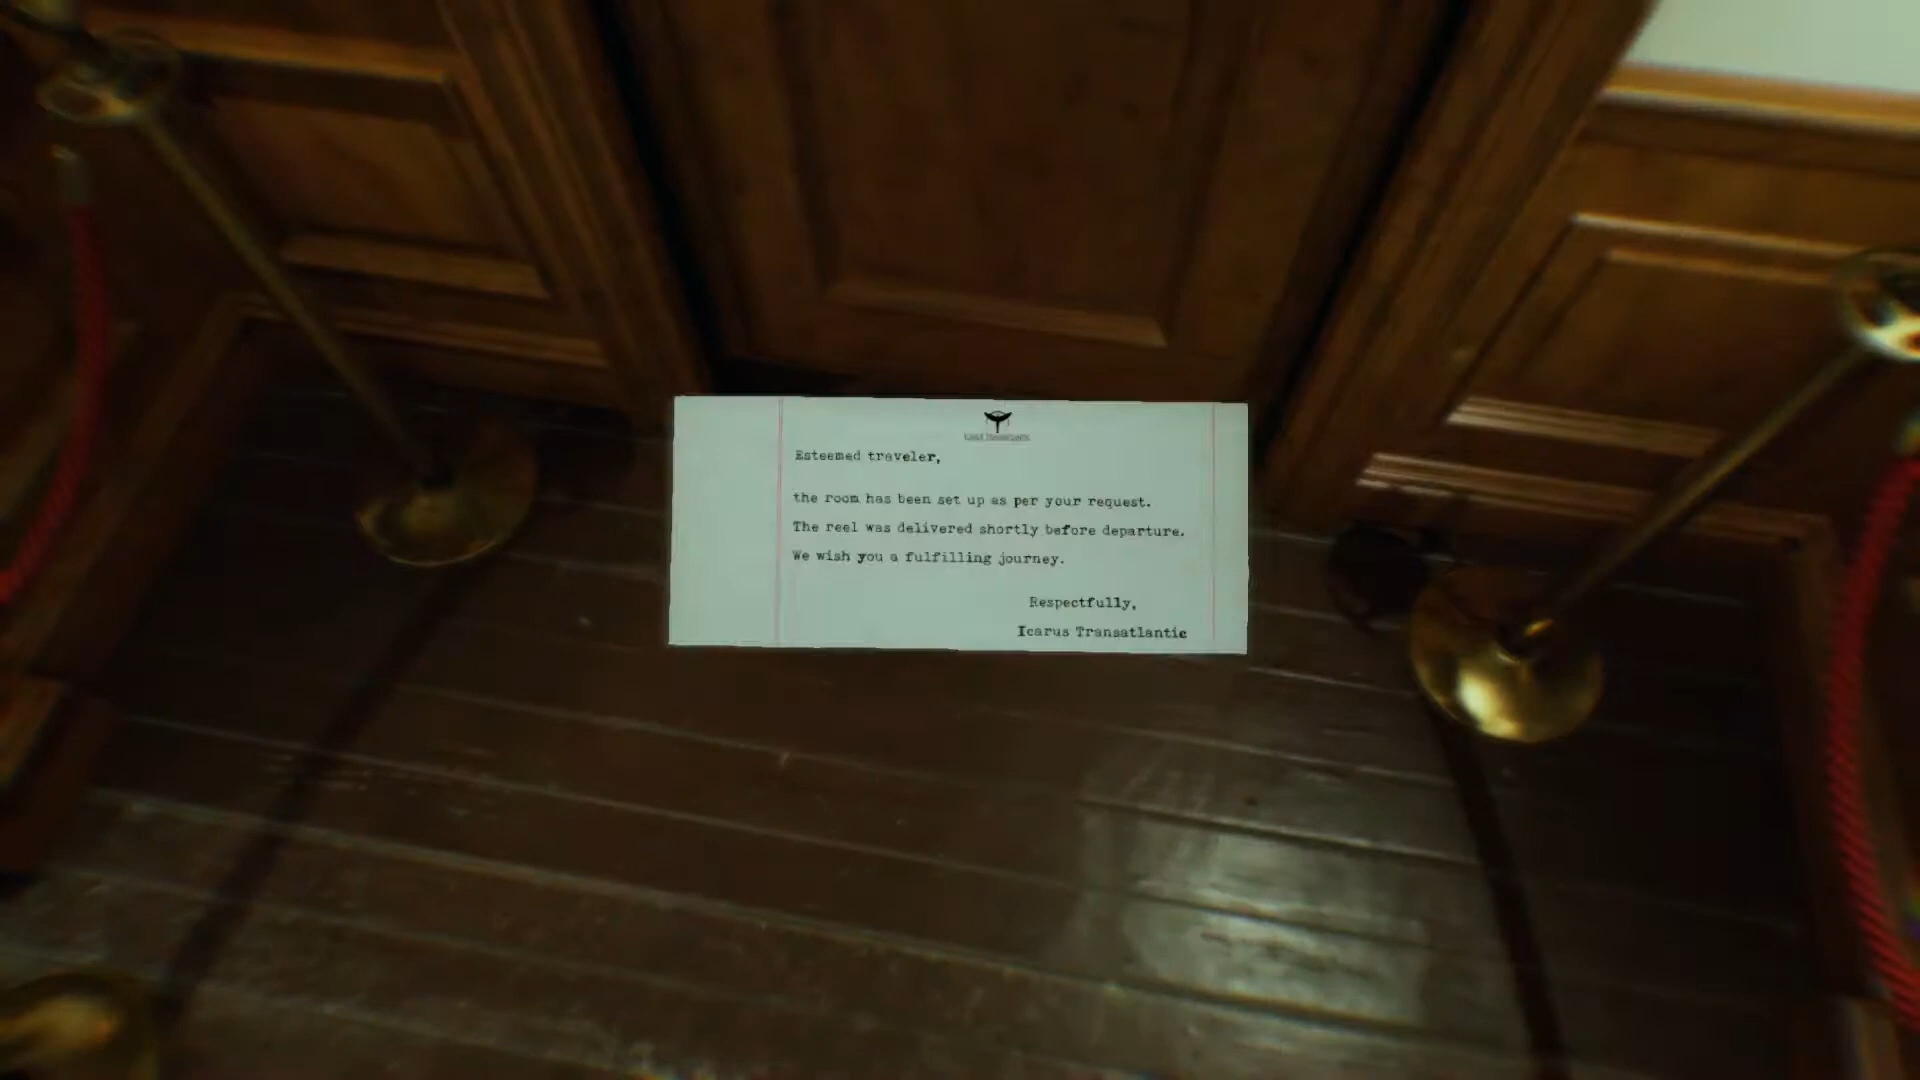 Esteemed traveler,
the room has been set up as per your request.
The reel was delivered shortly before departure.
We wish you a fulfilling journey.
Respectfully,
Icarus Transatlantic